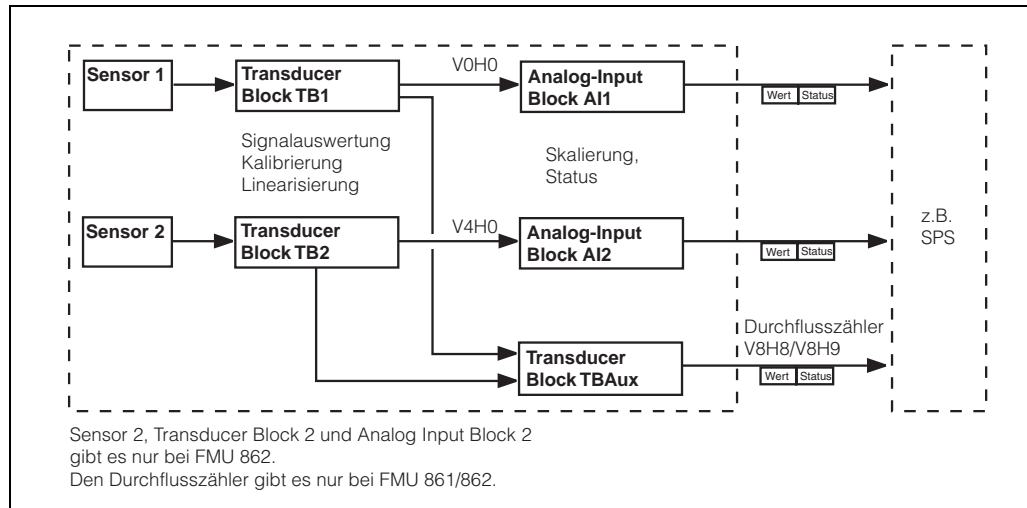 Sensor 1
Transducer
Block TB1
V0H0
Analog-Input
Block AI1
Wert Status
Signalauswertung
Kalibrierung
Linearisierung
Skalierung,
Status
z.B.
SPS
Sensor 2
Transducer
Block TB2
V4H0
Analog-Input
Block AI2
Wert Status
Transducer
Block TBAux
Durchflusszähler
V8H8/V8H9
Wert Status
Sensor 2, Transducer Block 2 und Analog Input Block 2
gibt es nur bei FMU 862.
Den Durchflusszähler gibt es nur bei FMU 861/862.